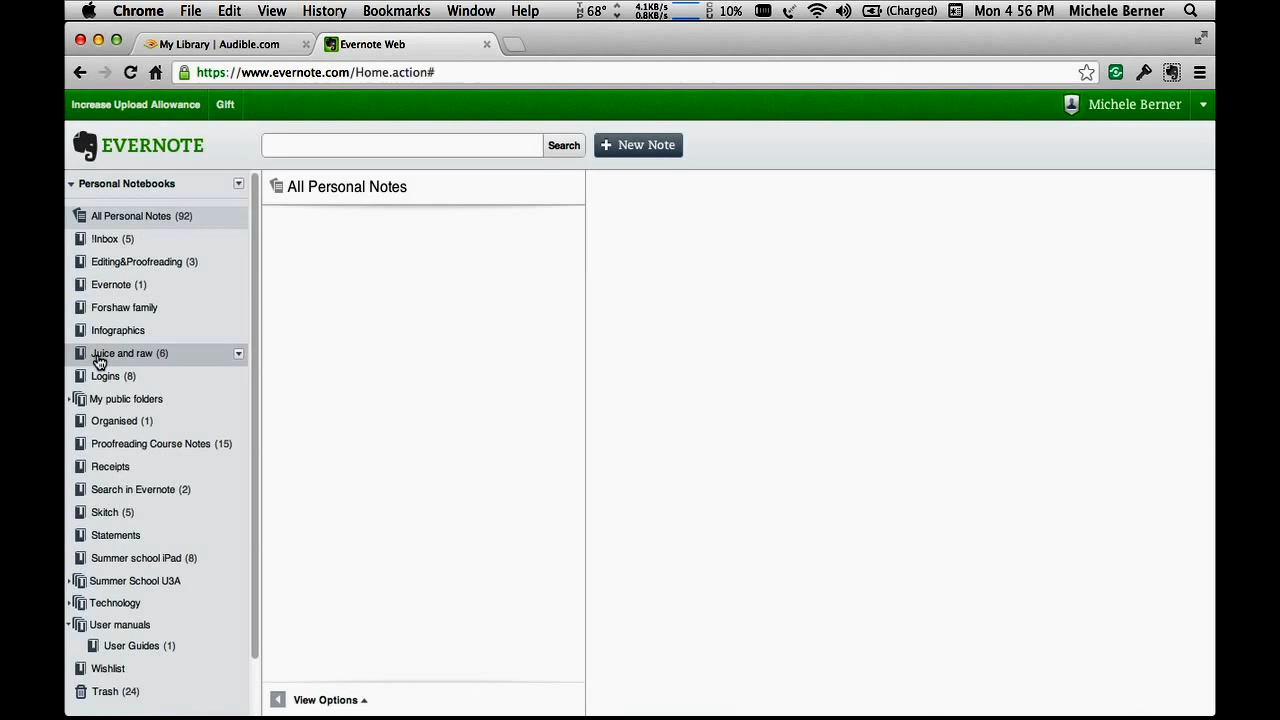 Chrome File Edit View History Bookmarks Window Help 68° 4.1KB/s 0.8KB/s 10% (Charged) Mon 4 56 PM Michele Berner
My Library | Audible.com
Evernote Web
https://www.evernote.com/Home.action#
Increase Upload Allowance Gift Michele Berner
EVERNOTE Search + New Note
Personal Notebooks
All Personal Notes (92)
!Inbox (5)
Editing&Proofreading (3)
Evernote (1)
Forshaw family
Infographics
Juice and raw (6)
Logins (8)
My public folders
Organised (1)
Proofreading Course Notes (15)
Receipts
Search in Evernote (2)
Skitch (5)
Statements
Summer school iPad (8)
Summer School U3A
Technology
User manuals
User Guides (1)
Wishlist
Trash (24)
All Personal Notes
View Options